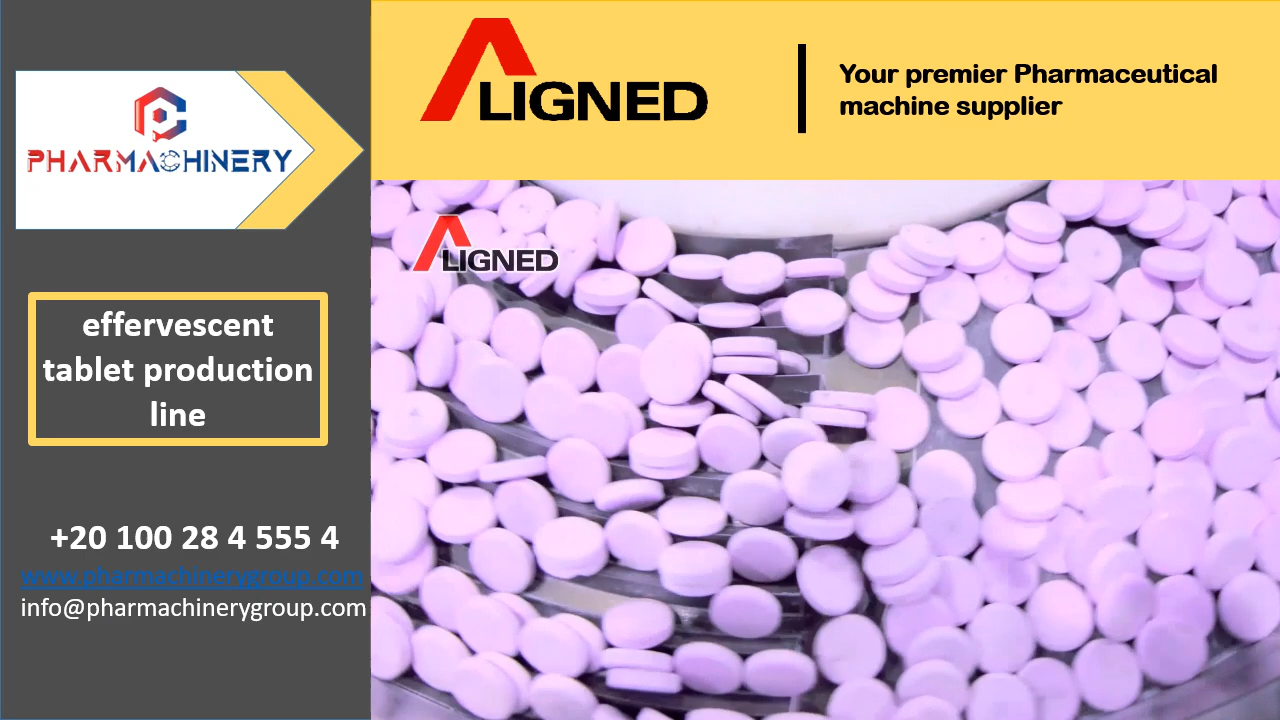 PHARMACHINERY
effervescent
tablet production
line
+20 100 28 4 555 4
www.pharmachinerygroup.com
info@pharmachinerygroup.com
ALIGNED
Your premier Pharmaceutical
machine supplier
ALIGNED